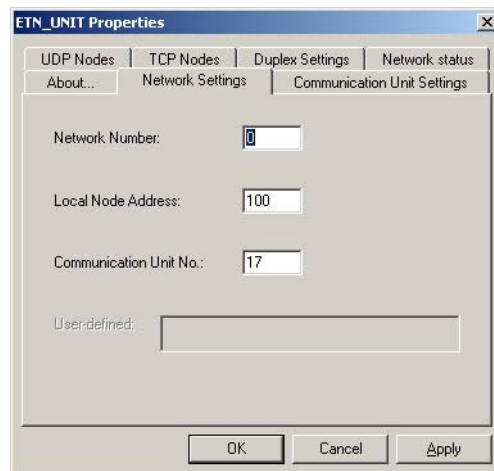 ETN_UNIT Properties
UDP Nodes TCP Nodes Duplex Settings Network status
About... Network Settings Communication Unit Settings
Network Number: 0
Local Node Address: 100
Communication Unit No.: 17
User-defined:
OK Cancel Apply